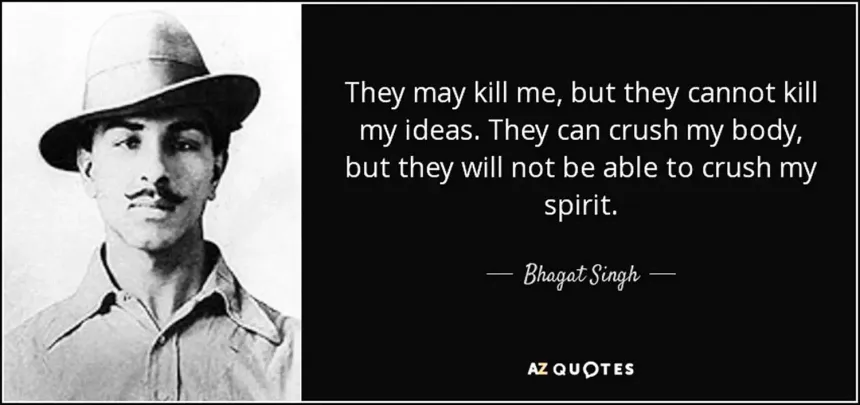 They may kill me, but they cannot kill
my ideas. They can crush my body,
but they will not be able to crush my
spirit.
— Bhagat Singh —
AZ QUOTES